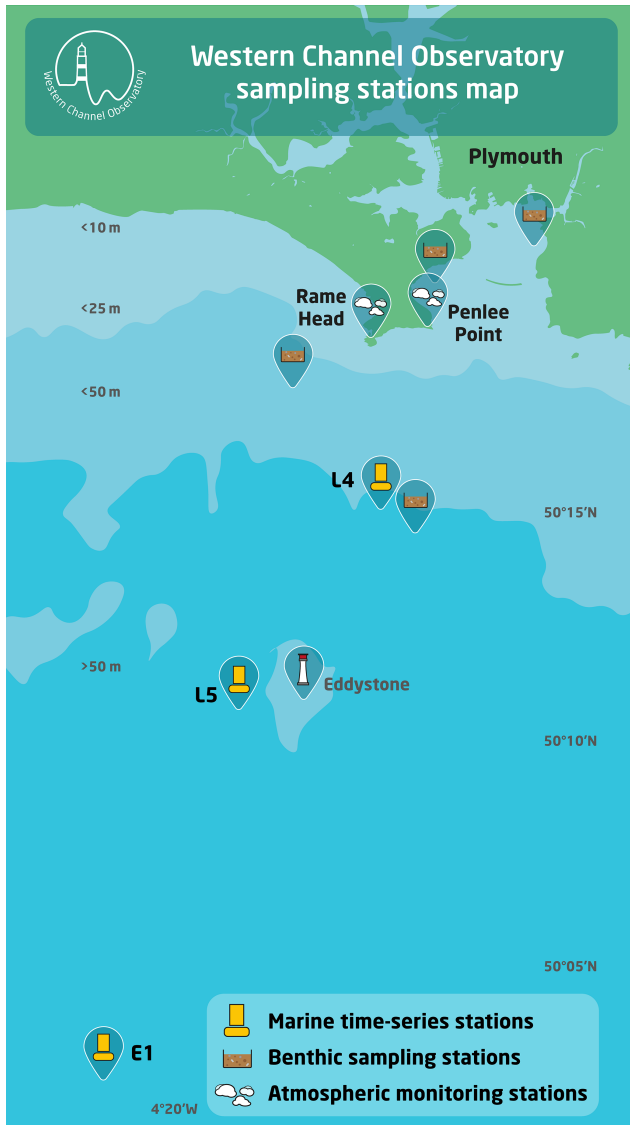 Western Channel Observatory
Western Channel Observatory
sampling stations map
Plymouth
<10 m
Rame
Head
<25 m
Penlee
Point
<50 m
L4
50°15'N
>50 m
L5
Eddystone
50°10'N
50°05'N
Marine time-series stations
E1
Benthic sampling stations
Atmospheric monitoring stations
4°20'W